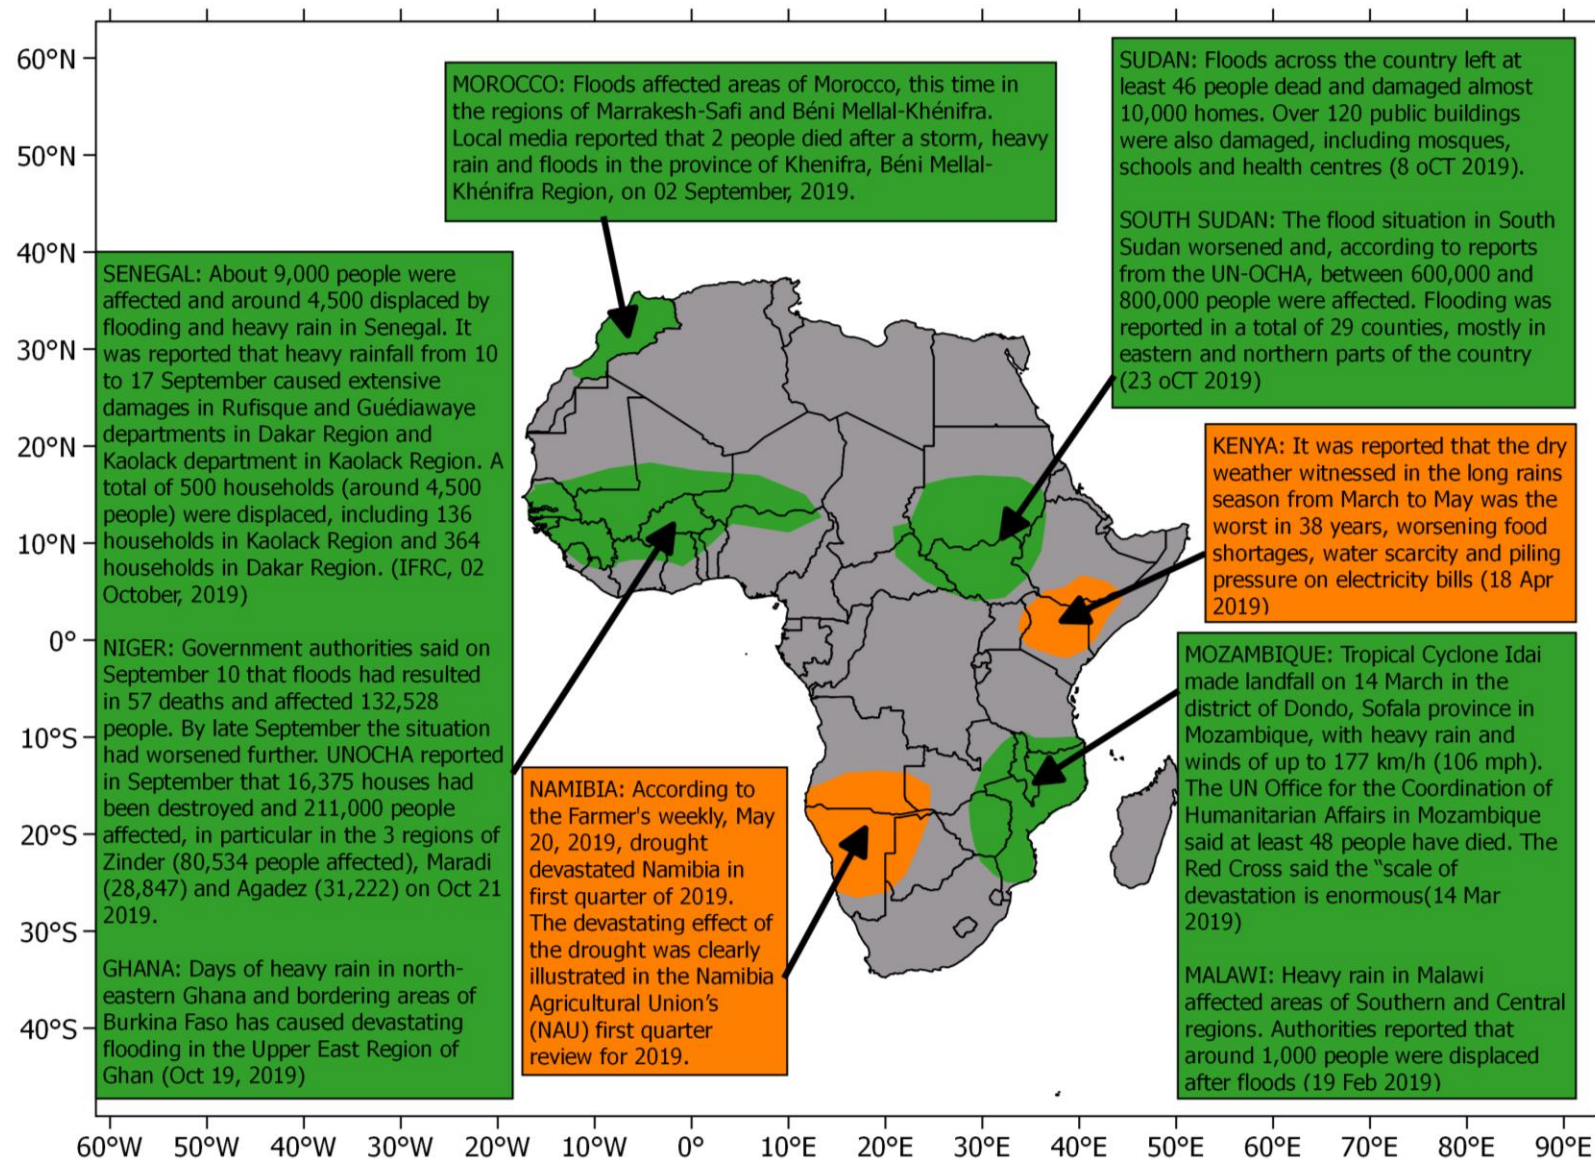 60°N
50°N
40°N
30°N
20°N
10°N
0°
10°S
20°S
30°S
40°S
MOROCCO: Floods affected areas of Morocco, this time in
the regions of Marrakesh-Safi and Béni Mellal-Khénifra.
Local media reported that 2 people died after a storm, heavy
rain and floods in the province of Khenifra, Béni Mellal-
Khénifra Region, on 02 September, 2019.
SUDAN: Floods across the country left at
least 46 people dead and damaged almost
10,000 homes. Over 120 public buildings
were also damaged, including mosques,
schools and health centres (8 oCT 2019).
SOUTH SUDAN: The flood situation in South
Sudan worsened and, according to reports
from the UN-OCHA, between 600,000 and
800,000 people were affected. Flooding was
reported in a total of 29 counties, mostly in
eastern and northern parts of the country
(23 oCT 2019)
SENEGAL: About 9,000 people were
affected and around 4,500 displaced by
flooding and heavy rain in Senegal. It
was reported that heavy rainfall from 10
to 17 September caused extensive
damages in Rufisque and Guédiawaye
departments in Dakar Region and
Kaolack department in Kaolack Region. A
total of 500 households (around 4,500
people) were displaced, including 136
households in Kaolack Region and 364
households in Dakar Region. (IFRC, 02
October, 2019)
NIGER: Government authorities said on
September 10 that floods had resulted
in 57 deaths and affected 132,528
people. By late September the situation
had worsened further. UNOCHA reported
in September that 16,375 houses had
been destroyed and 211,000 people
affected, in particular in the 3 regions of
Zinder (80,534 people affected), Maradi
(28,847) and Agadez (31,222) on Oct 21
2019.
GHANA: Days of heavy rain in north-
eastern Ghana and bordering areas of
Burkina Faso has caused devastating
flooding in the Upper East Region of
Ghan (Oct 19, 2019)
KENYA: It was reported that the dry
weather witnessed in the long rains
season from March to May was the
worst in 38 years, worsening food
shortages, water scarcity and piling
pressure on electricity bills (18 Apr
2019)
NAMIBIA: According to
the Farmer's weekly, May
20, 2019, drought
devastated Namibia in
first quarter of 2019.
The devastating effect of
the drought was clearly
illustrated in the Namibia
Agricultural Union's
(NAU) first quarter
review for 2019.
MOZAMBIQUE: Tropical Cyclone Idai
made landfall on 14 March in the
district of Dondo, Sofala province in
Mozambique, with heavy rain and
winds of up to 177 km/h (106 mph).
The UN Office for the Coordination of
Humanitarian Affairs in Mozambique
said at least 48 people have died. The
Red Cross said the “scale of
devastation is enormous(14 Mar
2019)
MALAWI: Heavy rain in Malawi
affected areas of Southern and Central
regions. Authorities reported that
around 1,000 people were displaced
after floods (19 Feb 2019)
60°W 50°W 40°W 30°W 20°W 10°W 0° 10°E 20°E 30°E 40°E 50°E 60°E 70°E 80°E 90°E